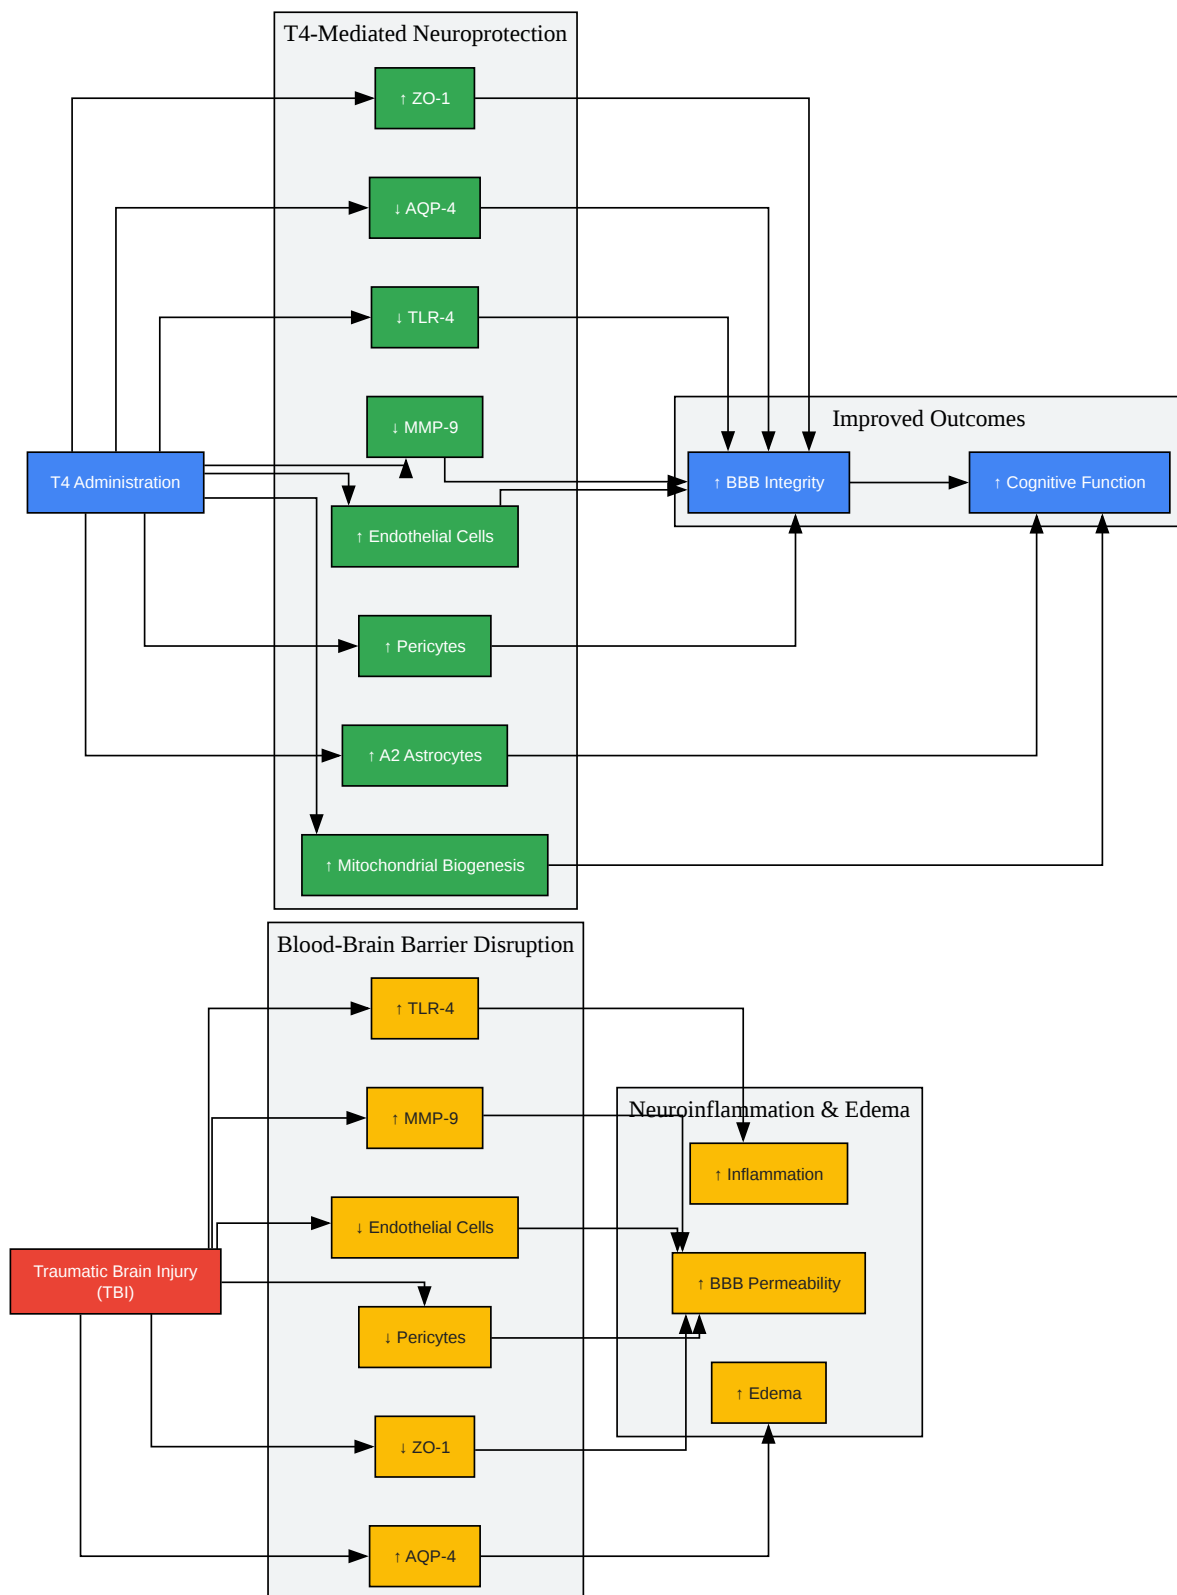 T4-Mediated Neuroprotection
↑ ZO-1
↓ AQP-4
↓ TLR-4
↓ MMP-9
Improved Outcomes
T4 Administration
↑ BBB Integrity
↑ Cognitive Function
↑ Endothelial Cells
↑ Pericytes
↑ A2 Astrocytes
↑ Mitochondrial Biogenesis
Blood-Brain Barrier Disruption
↑ TLR-4
↑ MMP-9
Neuroinflammation & Edema
↑ Inflammation
↓ Endothelial Cells
Traumatic Brain Injury
(TBI)
↑ BBB Permeability
↓ Pericytes
↑ Edema
↓ ZO-1
↑ AQP-4